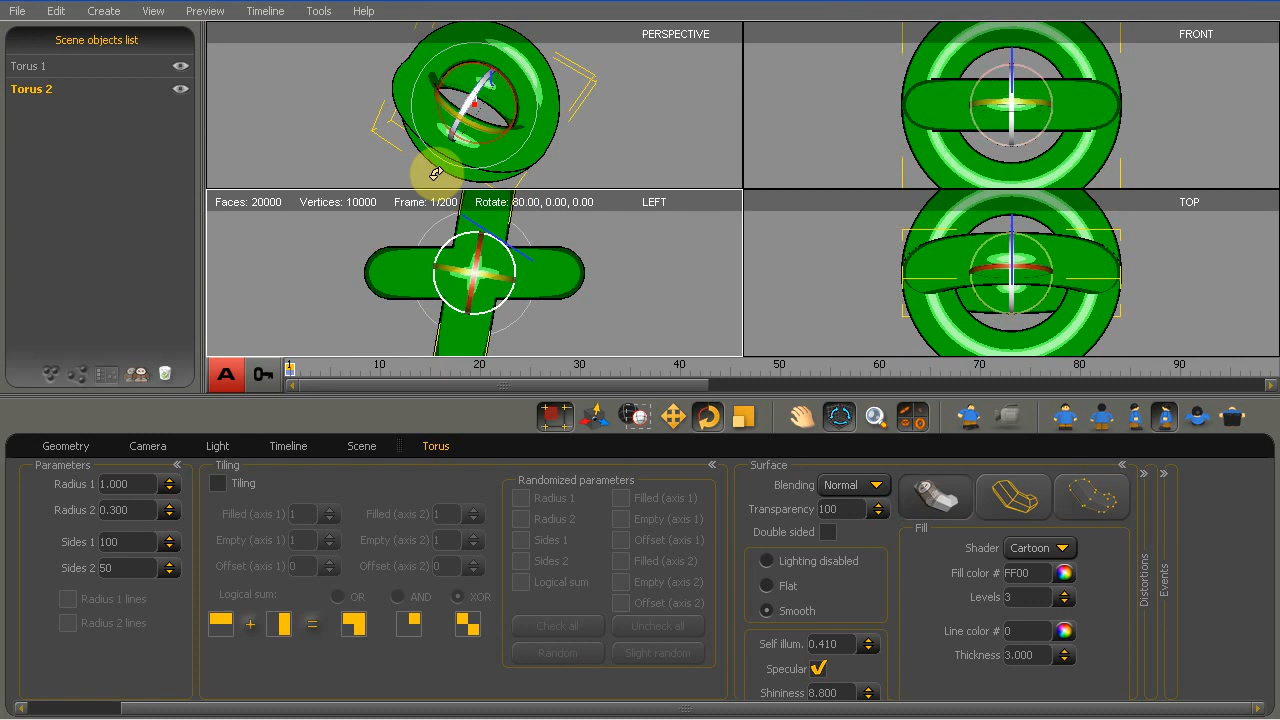 File Edit Create View Preview Timeline Tools Help
Scene objects list
Torus 1
Torus 2
PERSPECTIVE
FRONT
Faces: 20000 Vertices: 10000 Frame: 1/200 Rotate: 80.00, 0.00, 0.00 LEFT
TOP
A 1 10 20 30 40 50 60 70 80 90
Geometry Camera Light Timeline Scene Torus
Parameters
Radius 1 1.000
Radius 2 0.300
Sides 1 100
Sides 2 50
Radius 1 lines
Radius 2 lines
Tiling
Tiling
Filled (axis 1) 1 Filled (axis 2) 1
Empty (axis 1) 1 Empty (axis 2) 1
Offset (axis 1) 0 Offset (axis 2) 0
Logical sum: OR AND XOR
+ =
Randomized parameters
Radius 1 Filled (axis 1)
Radius 2 Empty (axis 1)
Sides 1 Offset (axis 1)
Sides 2 Filled (axis 2)
Logical sum Empty (axis 2)
Offset (axis 2)
Check all Uncheck all
Random Slight random
Surface
Blending Normal
Transparency 100
Double sided
Lighting disabled
Flat
Smooth
Self illum. 0.410
Specular
Shininess 8.800
Fill
Shader Cartoon
Fill color # FF00
Levels 3
Line color # 0
Thickness 3.000
Distortions
Events